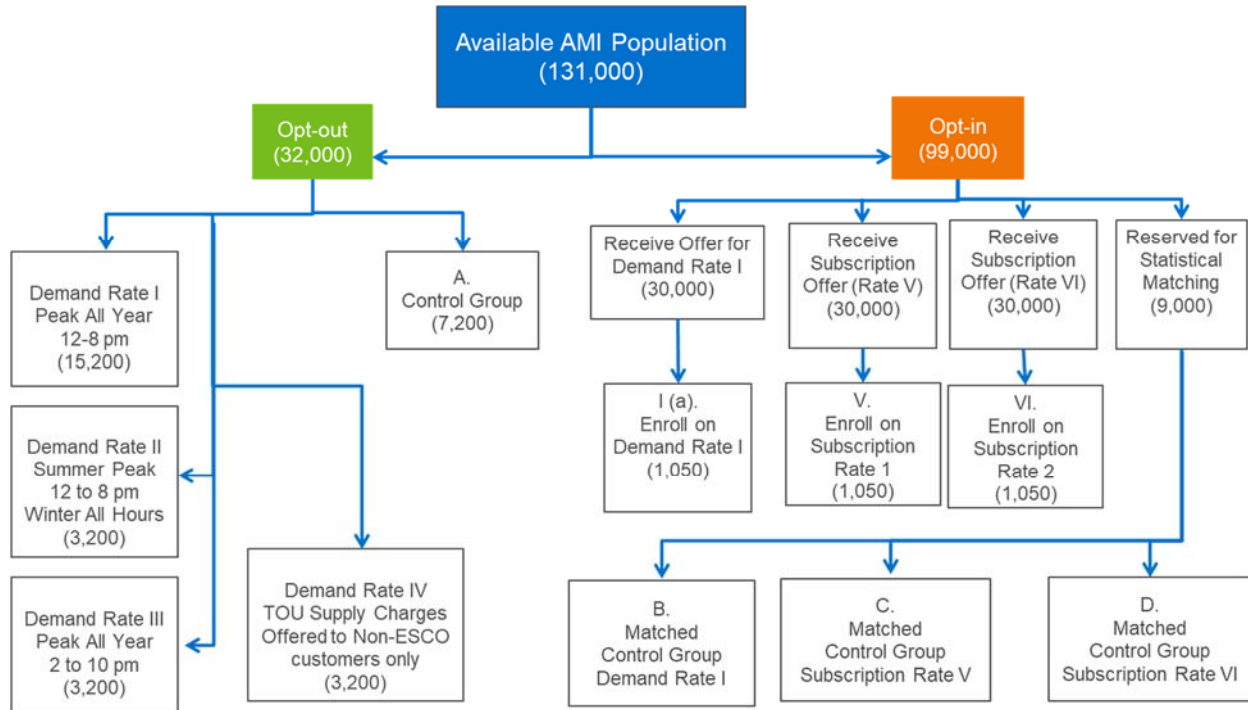 Available AMI Population
(131,000)
Opt-out
(32,000)
Opt-in
(99,000)
Demand Rate I
Peak All Year
12-8 pm
(15,200)
A.
Control Group
(7,200)
Receive Offer for
Demand Rate I
(30,000)
Receive
Subscription
Offer (Rate V)
(30,000)
Receive
Subscription
Offer (Rate VI)
(30,000)
Reserved for
Statistical
Matching
(9,000)
Demand Rate II
Summer Peak
12 to 8 pm
Winter All Hours
(3,200)
I (a).
Enroll on
Demand Rate I
(1,050)
V.
Enroll on
Subscription
Rate 1
(1,050)
VI.
Enroll on
Subscription
Rate 2
(1,050)
Demand Rate III
Peak All Year
2 to 10 pm
(3,200)
Demand Rate IV
TOU Supply Charges
Offered to Non-ESCO
customers only
(3,200)
B.
Matched
Control Group
Demand Rate I
C.
Matched
Control Group
Subscription Rate V
D.
Matched
Control Group
Subscription Rate VI